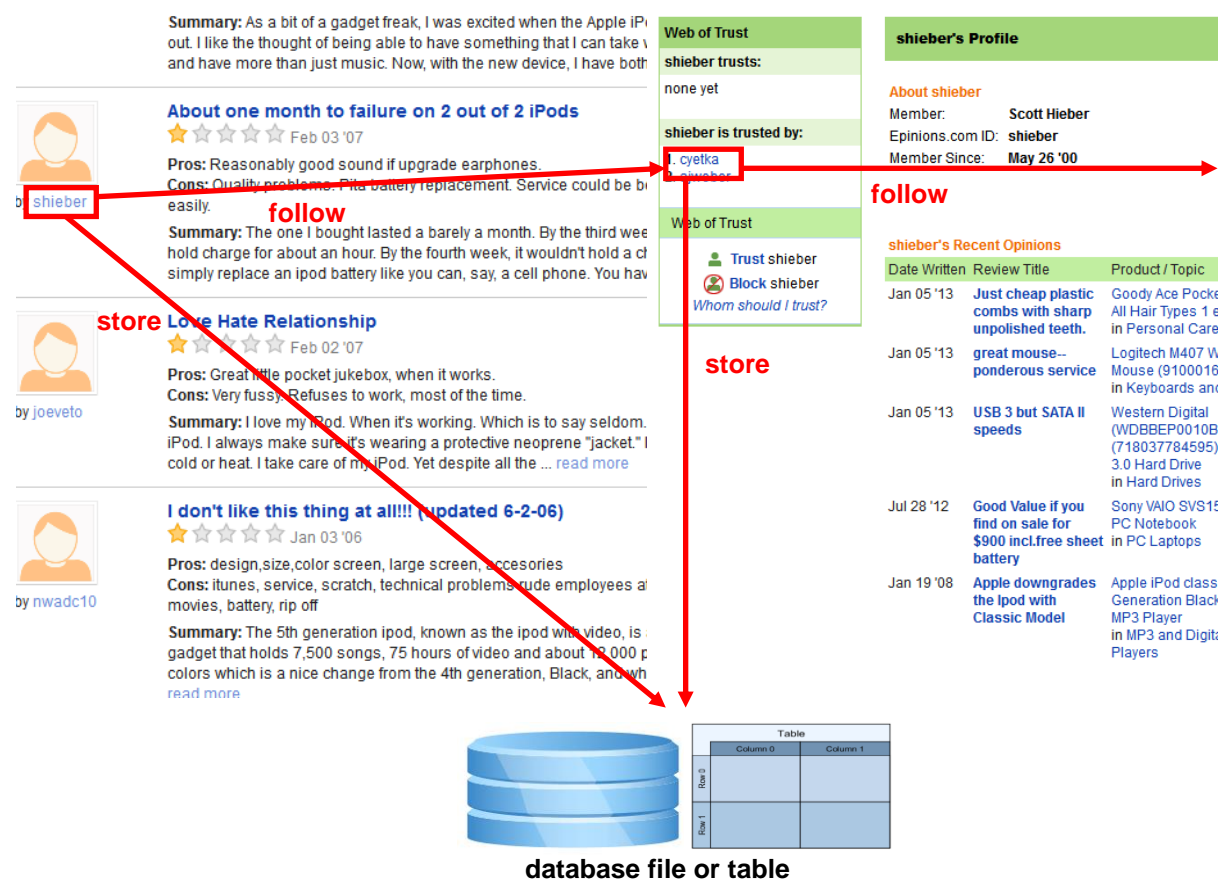 Summary: As a bit of a gadget freak, I was excited when the Apple iP
out. I like the thought of being able to have something that I can take
and have more than just music. Now, with the new device, I have both
About one month to failure on 2 out of 2 iPods
Feb 03 '07
Pros: Reasonably good sound if upgrade earphones.
Cons: Quality problems. Pita battery replacement. Service could be b
easily.
by shieber
Summary: The one I bought lasted a barely a month. By the third wee
hold charge for about an hour. By the fourth week, it wouldn't hold a c
simply replace an ipod battery like you can, say, a cell phone. You hav
follow
store
Love Hate Relationship
Feb 02 '07
Pros: Great little pocket jukebox, when it works.
Cons: Very fussy. Refuses to work, most of the time.
by joeveto
Summary: I love my iPod. When it's working. Which is to say seldom.
iPod. I always make sure it's wearing a protective neoprene "jacket."
cold or heat. I take care of my iPod. Yet despite all the ... read more
I don't like this thing at all!!! (updated 6-2-06)
Jan 03 '06
Pros: design,size,color screen, large screen, accesories
Cons: itunes, service, scratch, technical problems rude employees a
movies, battery, rip off
by nwadc10
Summary: The 5th generation ipod, known as the ipod with video, is
gadget that holds 7,500 songs, 75 hours of video and about 12,000 p
colors which is a nice change from the 4th generation, Black, and wh
read more
Web of Trust
shieber trusts:
none yet
shieber is trusted by:
1. cyetka
2. ajweber
Web of Trust
Trust shieber
Block shieber
Whom should I trust?
store
shieber's Profile
About shieber
Member: Scott Hieber
Epinions.com ID: shieber
Member Since: May 26 '00
follow
shieber's Recent Opinions
Date Written Review Title Product / Topic
Jan 05 '13 Just cheap plastic Goody Ace Pocke
combs with sharp All Hair Types 1 e
unpolished teeth. in Personal Care
Jan 05 '13 great mouse-- Logitech M407 W
ponderous service Mouse (9100016
in Keyboards and
Jan 05 '13 USB 3 but SATA II Western Digital
speeds (WDBBEP0010B
(718037784595)
3.0 Hard Drive
in Hard Drives
Jul 28 '12 Good Value if you Sony VAIO SVS15
find on sale for PC Notebook
$900 incl.free sheet in PC Laptops
battery
Jan 19 '08 Apple downgrades Apple iPod class
the Ipod with Generation Black
Classic Model MP3 Player
in MP3 and Digita
Players
Table
Column 0 Column 1
Row 0
Row 1
database file or table